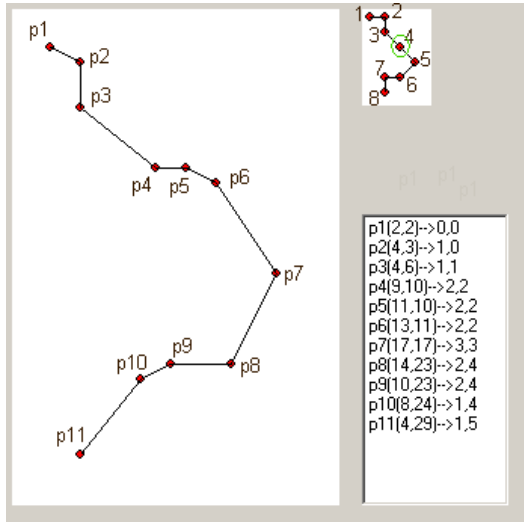 p1
p2
p3
p4
p5
p6
p7
p8
p9
p10
p11
1
2
3
4
5
6
7
8
p1
p1
p1
p1(2,2)-->0,0
p2(4,3)-->1,0
p3(4,6)-->1,1
p4(9,10)-->2,2
p5(11,10)-->2,2
p6(13,11)-->2,2
p7(17,17)-->3,3
p8(14,23)-->2,4
p9(10,23)-->2,4
p10(8,24)-->1,4
p11(4,29)-->1,5